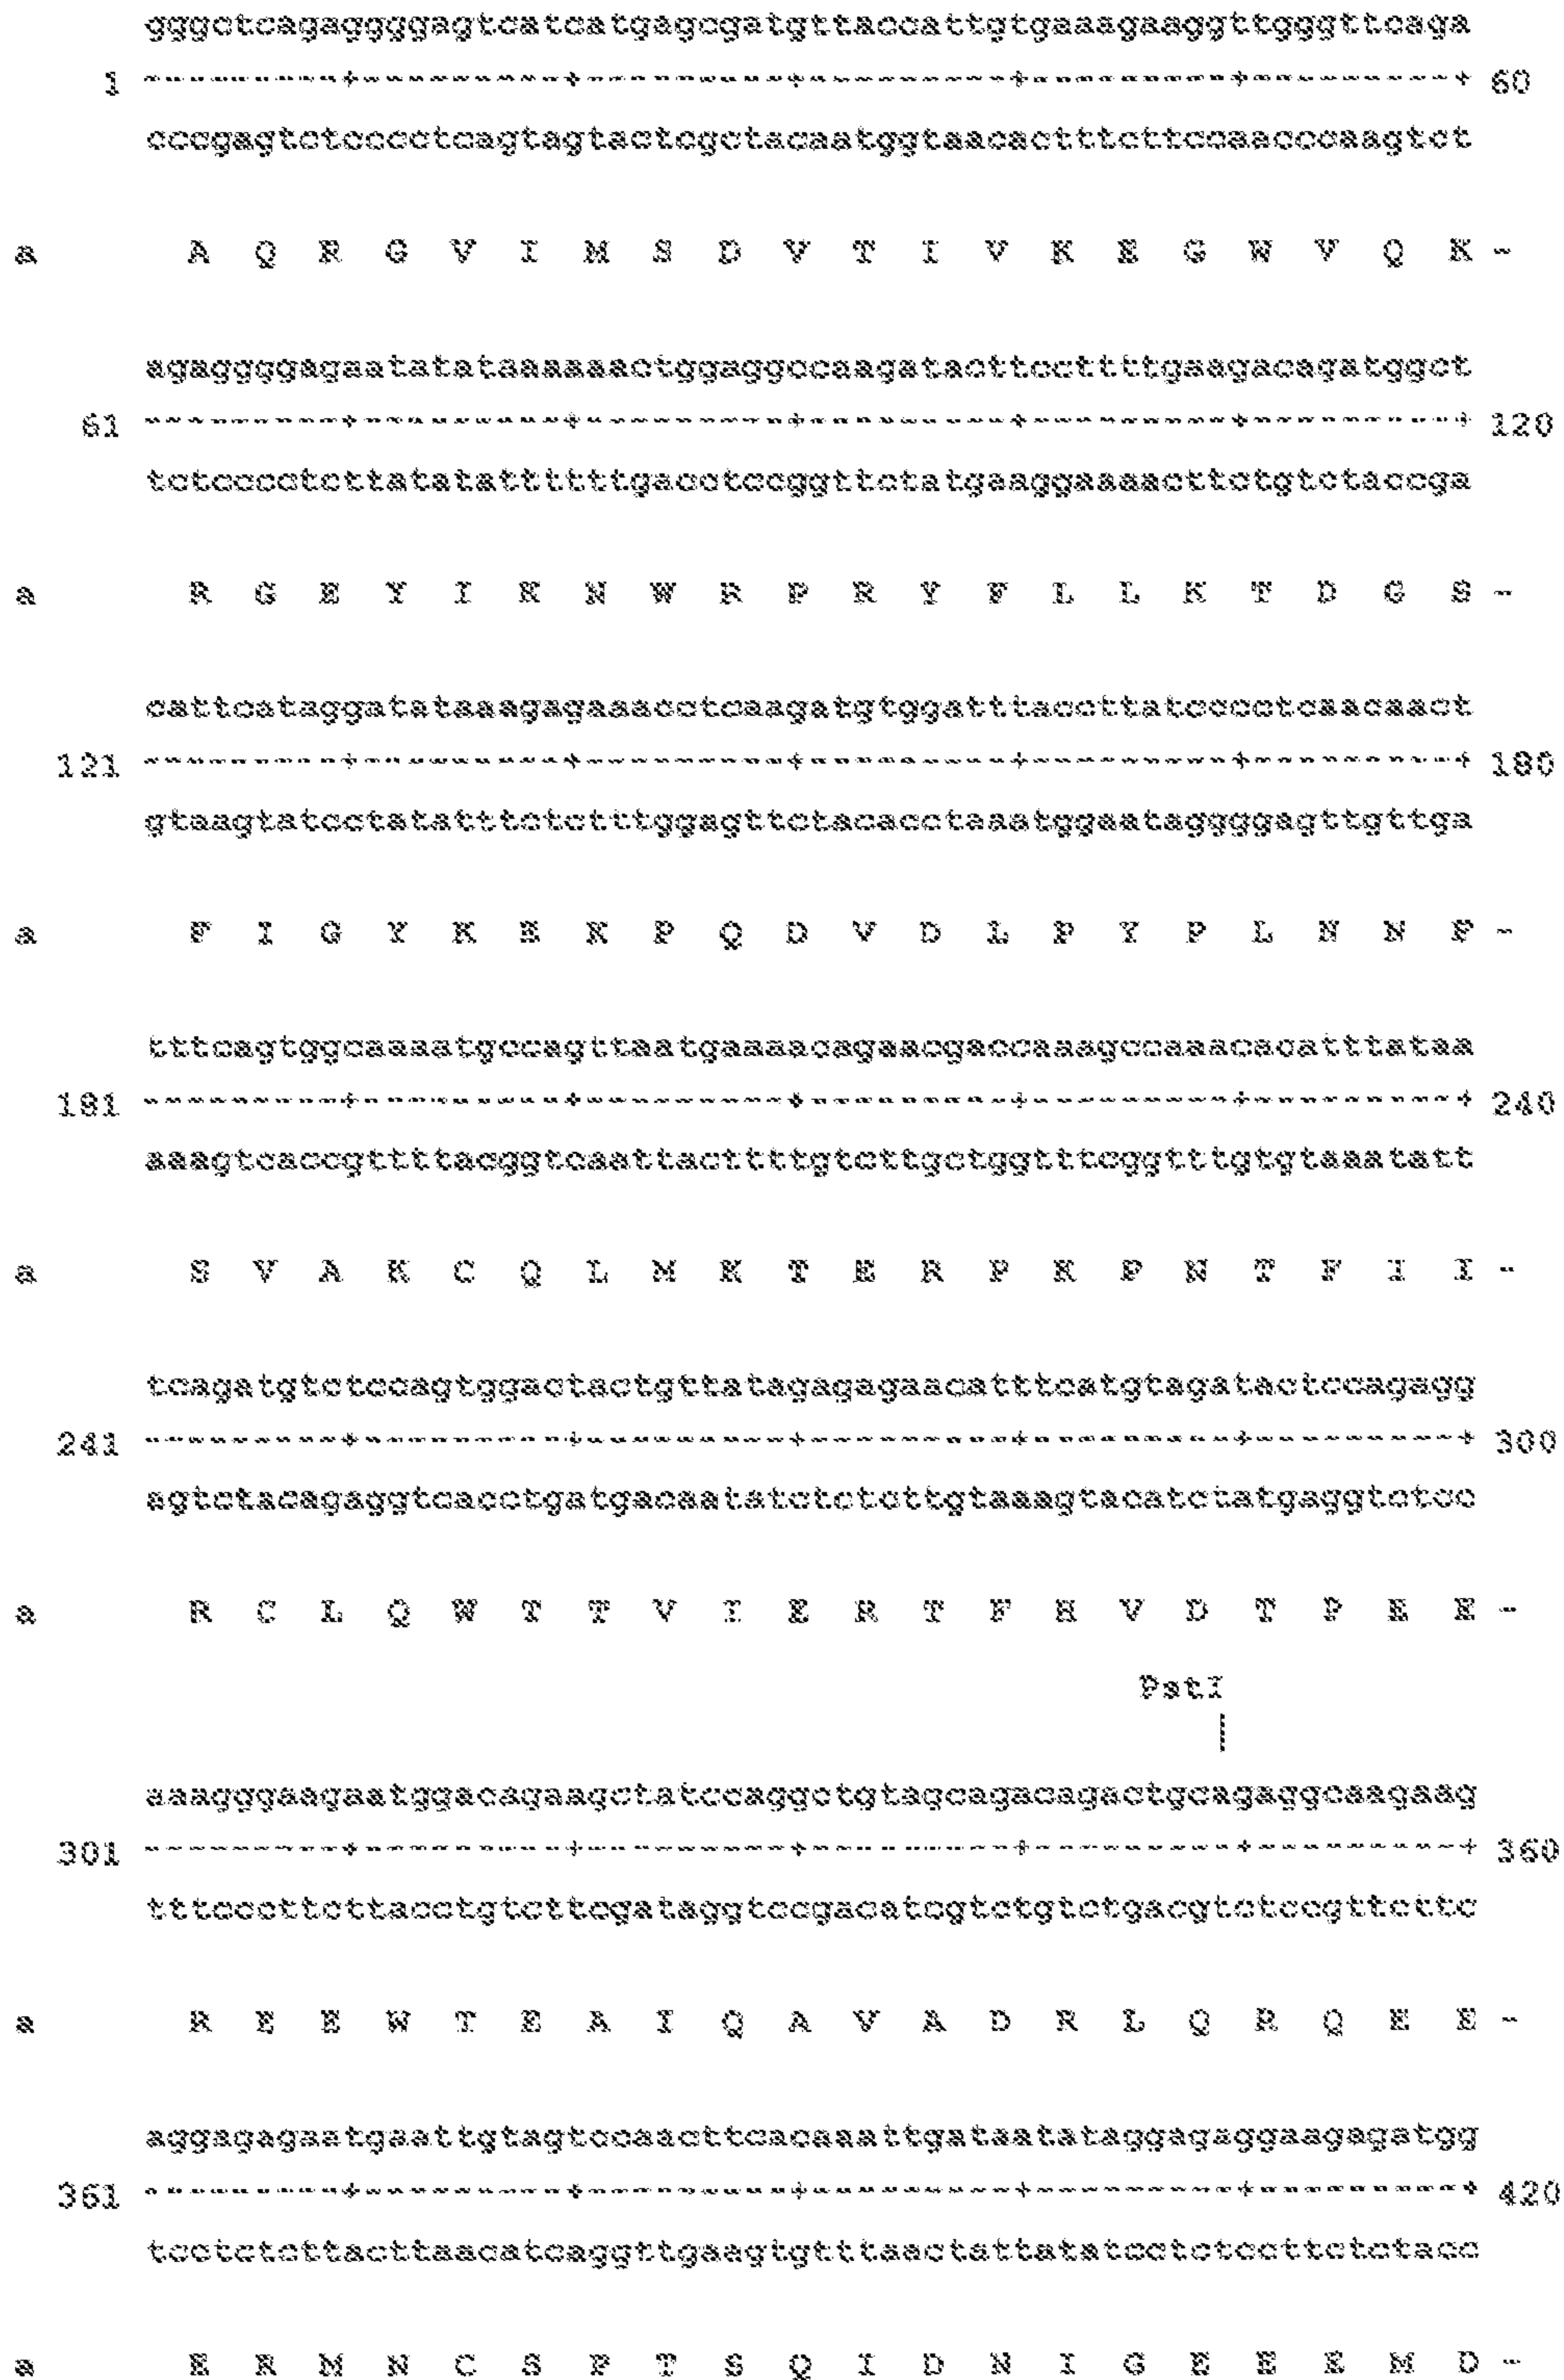 gggctcagaggggagtcatcatgagcgatgttaccattgtgaaagaaggttgggttcaga
1 ---------+---------+---------+---------+---------+---------+ 60
cccgagtctcccctcagtagtactcgctacaatggtaacactttcttccaacccaagtct
a A Q R G V I M S D V T I V K E G W V Q K -
agaggggagaatatataaaaaactggaggccaagatacttccttttgaagacagatggct
61 ---------+---------+---------+---------+---------+---------+ 120
tctcccctcttatatattttttgacctccggttctatgaaggaaaacttctgtctaccga
a R G E Y I K N W R P R Y F L L K T D G S -
cattcataggatataaagagaaacctcaagatgtggatttaccttatcccctcaacaact
121 ---------+---------+---------+---------+---------+---------+ 180
gtaagtatcctatatttctctttggagttctacacctaaatggaataggggagttgttga
a F I G Y K E K P Q D V D L P Y P L N N F -
tttcagtggcaaaatgccagttaatgaaaacagaacgaccaaagccaaacacatttataa
181 ---------+---------+---------+---------+---------+---------+ 240
aaagtcaccgttttacggtcaattacttttgtcttgctggtttcggtttgtgtaaatatt
a S V A K C Q L M K T E R P K P N T F I I -
tcagatgtctccagtggactactgttatagagagaacatttcatgtagatactccagagg
241 ---------+---------+---------+---------+---------+---------+ 300
agtctacagaggtcacctgatgacaatatctctcttgtaaagtacatctatgaggtctcc
a R C L Q W T T V I E R T F H V D T P E E -
PstI
|
aaagggaagaatggacagaagctatccaggctgtagcagacagactgcagaggcaagaag
301 ---------+---------+---------+---------+---------+---------+ 360
tttcccttcttacctgtcttcgataggtccgacatcgtctgtctgacgtctccgttcttc
a R E E W T E A I Q A V A D R L Q R Q E E -
aggagagaatgaattgtagtccaacttcacaaattgataatataggagaggaagagatgg
361 ---------+---------+---------+---------+---------+---------+ 420
tcctctcttacttaacatcaggttgaagtgtttaactattatatcctctccttctctacc
a E R M N C S P T S Q I D N I G E E E M D -